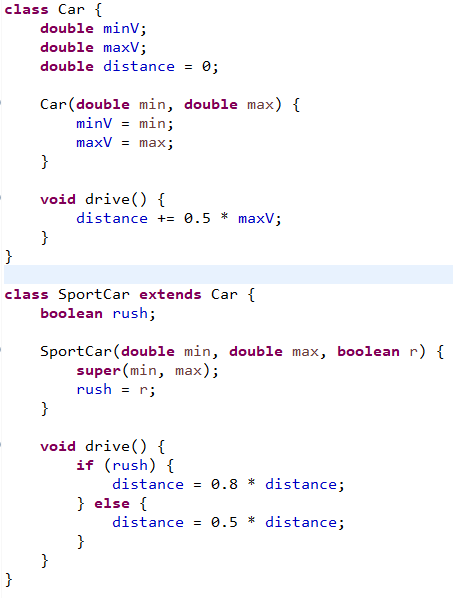 class Car {
    double minV;
    double maxV;
    double distance = 0;

    Car(double min, double max) {
        minV = min;
        maxV = max;
    }

    void drive() {
        distance += 0.5 * maxV;
    }
}

class SportCar extends Car {
    boolean rush;

    SportCar(double min, double max, boolean r) {
        super(min, max);
        rush = r;
    }

    void drive() {
        if (rush) {
            distance = 0.8 * distance;
        } else {
            distance = 0.5 * distance;
        }
    }
}